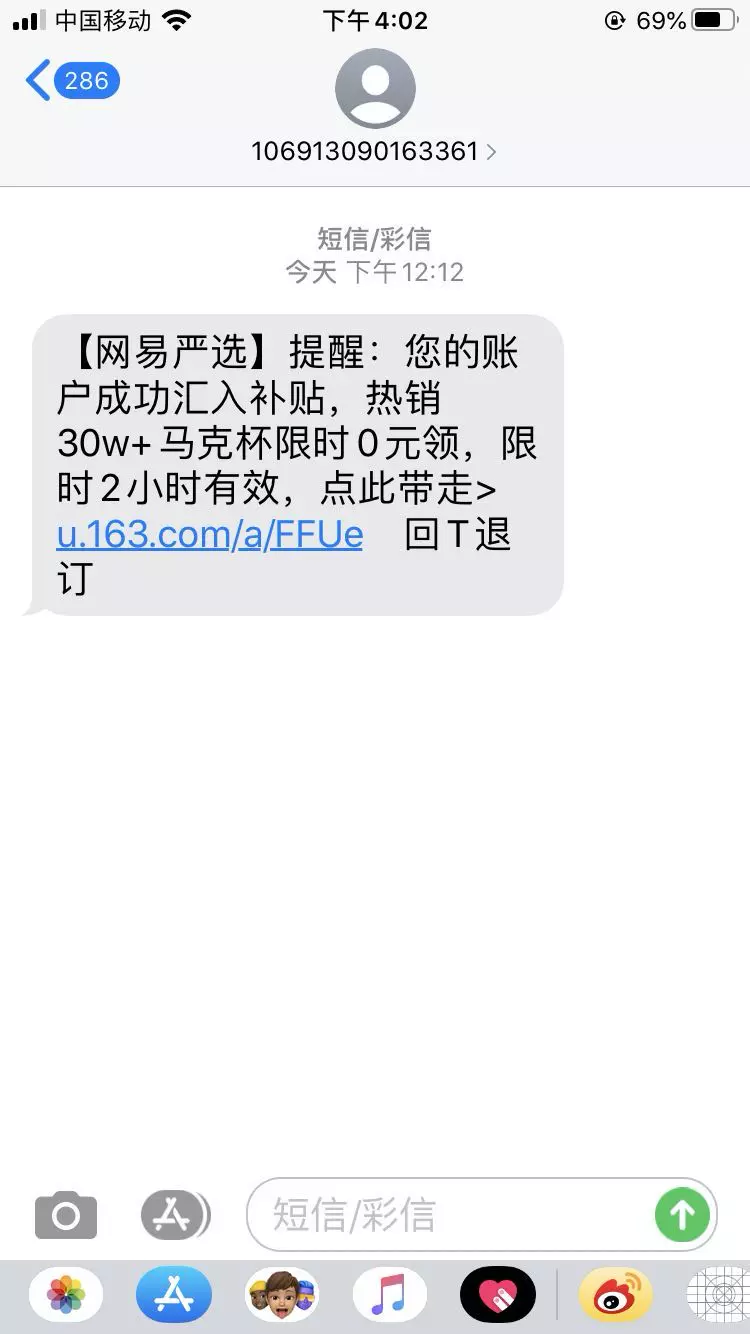 中国移动
下午4:02
69%
286
106913090163361
短信/彩信
今天 下午12:12
【网易严选】提醒：您的账
户成功汇入补贴，热销
30w+马克杯限时0元领，限
时2小时有效，点此带走>
u.163.com/a/FFUe 回T退
订
短信/彩信